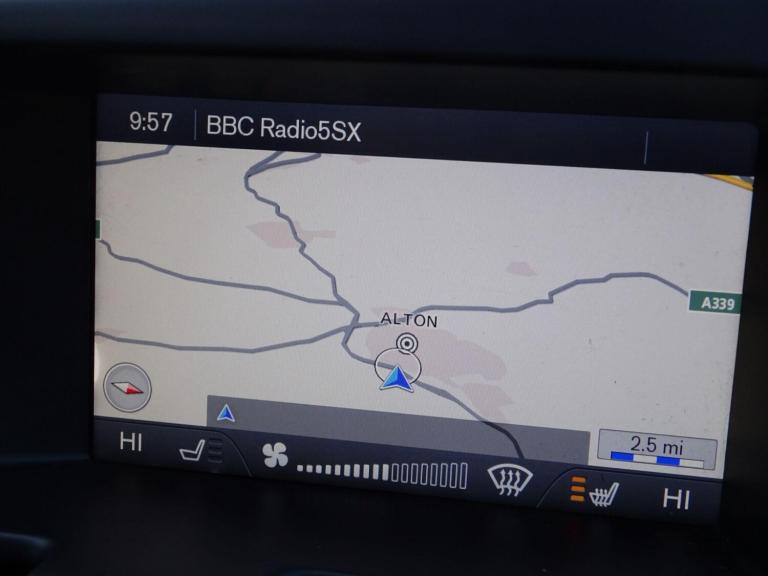 9:57 BBC Radio5SX
A339
ALTON
2.5 mi
HI
HI